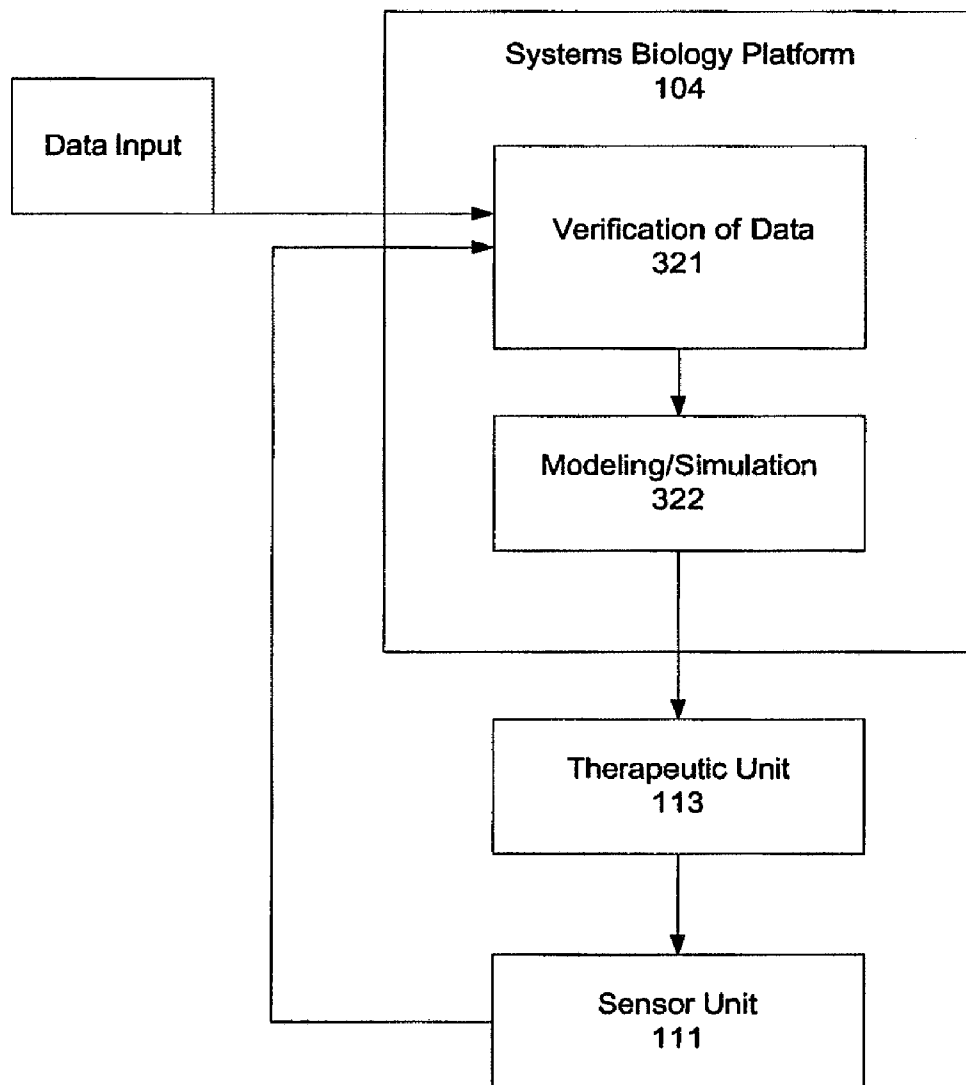 Systems Biology Platform
104
Data Input
Verification of Data
321
Modeling/Simulation
322
Therapeutic Unit
113
Sensor Unit
111